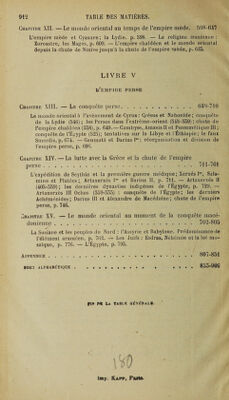 912 TABLE DES MATIÈRES.
CHAPITRE XII. — Le monde oriental au temps de l'empire mède. 598-647
L'empire mède et Cyaxare; la Lydie. p. 598. — La religion iranienne:
Zoroastre, les Mages, p. 609. — L'empire chaldéen et le monde oriental
depuis la chute de Ninive jusqu'à la chute de l'empire mède, p. 635.
LIVRE V
L'EMPIRE PERSE
CHAPITRE XIII. — La conquête perse. 648-700
Le monde oriental à l'avènement de Cyrus: Crésus et Nabonide; conquête
de la Lydie (546); les Perses dans l'extrême-orient (545-539); chute de
l'empire chaldéen (538), p. 649. — Cambyse, Amasis II et Psammétique III;
conquête de l'Égypte (525); tentatives sur la Libye et l'Éthiopie; le faux
Smerdis, p. 674. — Gaumatâ et Darius Iᵉʳ; réorganisation et division de
l'empire perse, p. 688.
CHAPITRE XIV. — La lutte avec la Grèce et la chute de l'empire
perse 701-761
L'expédition de Scythie et la première guerre médique; Xerxès Iᵉʳ, Sala-
mine et Platées; Artaxerxès Iᵉʳ et Darius II, p. 701. — Artaxerxès II
(405-359); les dernières dynasties indigènes de l'Égypte, p. 729. —
Artaxerxès III Ochos; conquête de l'Égypte; les derniers
Achéménides; Darius III et Alexandre de Macédoine; chute de l'empire
perse, p. 746.
CHAPITRE XV. — Le monde oriental au moment de la conquête macé-
donienne 762-805
La Susiane et les peuples du Nord: l'Assyrie et Babylone. Prédominance de
l'élément araméen, p. 762. — Les Juifs: Esdras, Néhémie et la loi mo-
saïque, p. 776. — L'Égypte, p. 795.
APPENDICE 807-851
INDEX ALPHABÉTIQUE 855-906
FIN DE LA TABLE GÉNÉRALE.
180
Imp. KAPP, Paris.